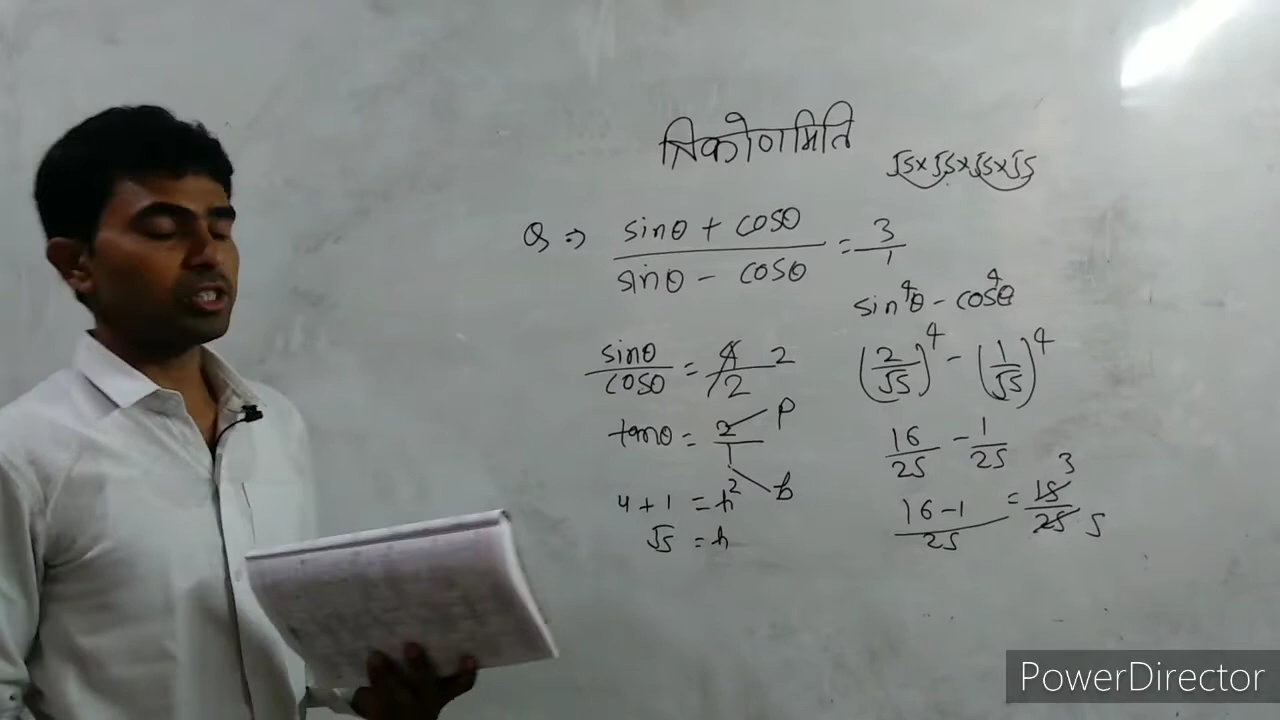 त्रिकोणमिति
√5×√5×√5×√5
Q ⇒ sinθ + cosθ / sinθ - cosθ = 3/1
sin⁴θ - cos⁴θ
sinθ/cosθ = 4/2 2
(2/√5)⁴ - (1/√5)⁴
tanθ = 2/1 P b
16/25 - 1/25
4 + 1 = h²
16-1/25 = 15/25 3 5
√5 = h
PowerDirector